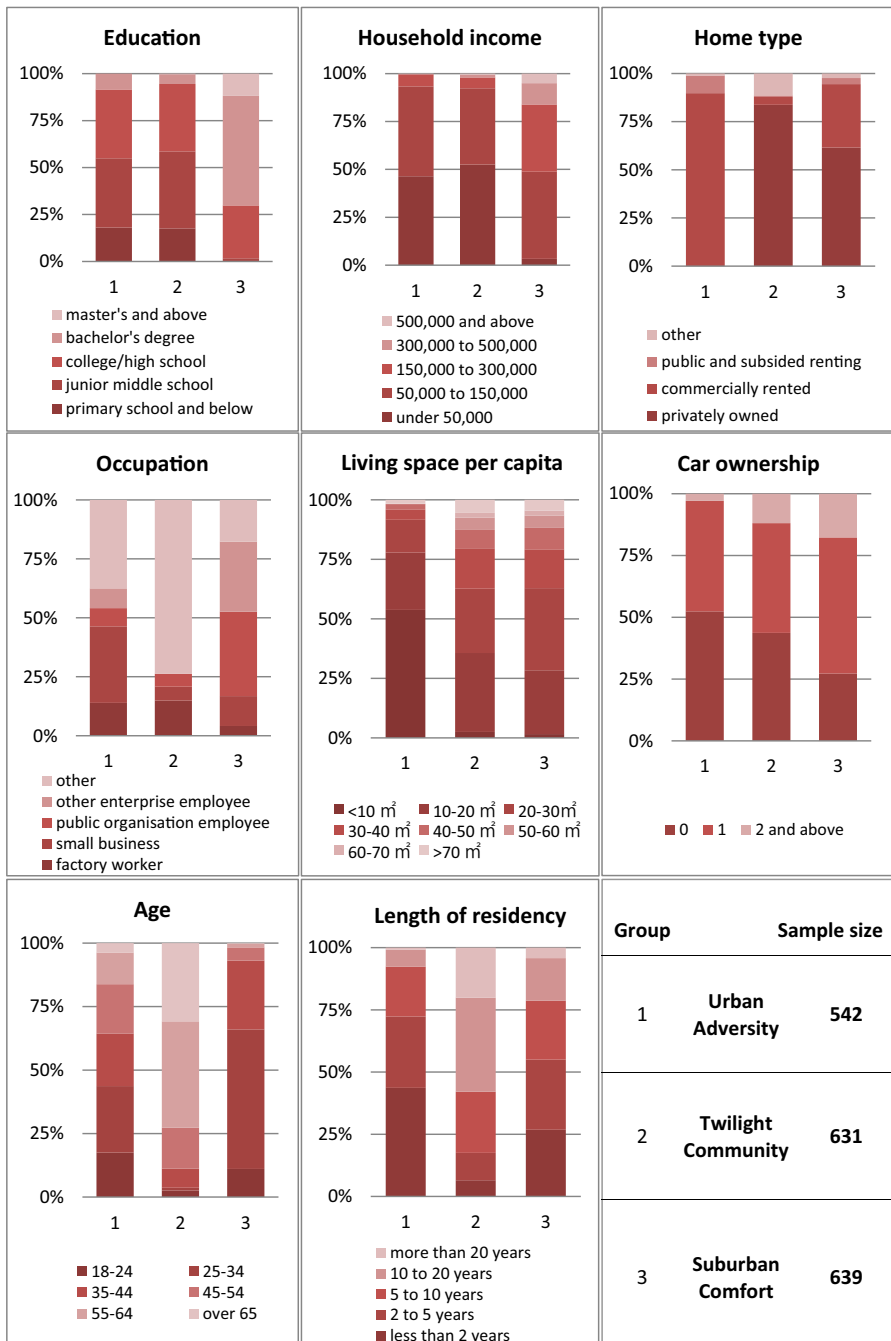 Education
100%
75%
50%
25%
0%
1 2 3
master's and above
bachelor's degree
college/high school
junior middle school
primary school and below
Household income
100%
75%
50%
25%
0%
1 2 3
500,000 and above
300,000 to 500,000
150,000 to 300,000
50,000 to 150,000
under 50,000
Home type
100%
75%
50%
25%
0%
1 2 3
other
public and subsided renting
commercially rented
privately owned
Occupation
100%
75%
50%
25%
0%
1 2 3
other
other enterprise employee
public organisation employee
small business
factory worker
Living space per capita
100%
75%
50%
25%
0%
1 2 3
<10 ㎡ 10-20 ㎡ 20-30㎡
30-40 ㎡ 40-50 ㎡ 50-60 ㎡
60-70 ㎡ >70 ㎡
Car ownership
100%
75%
50%
25%
0%
1 2 3
0 1 2 and above
Age
100%
75%
50%
25%
0%
1 2 3
18-24 25-34
35-44 45-54
55-64 over 65
Length of residency
100%
75%
50%
25%
0%
1 2 3
more than 20 years
10 to 20 years
5 to 10 years
2 to 5 years
less than 2 years
Group Sample size
1 Urban Adversity 542
2 Twilight Community 631
3 Suburban Comfort 639